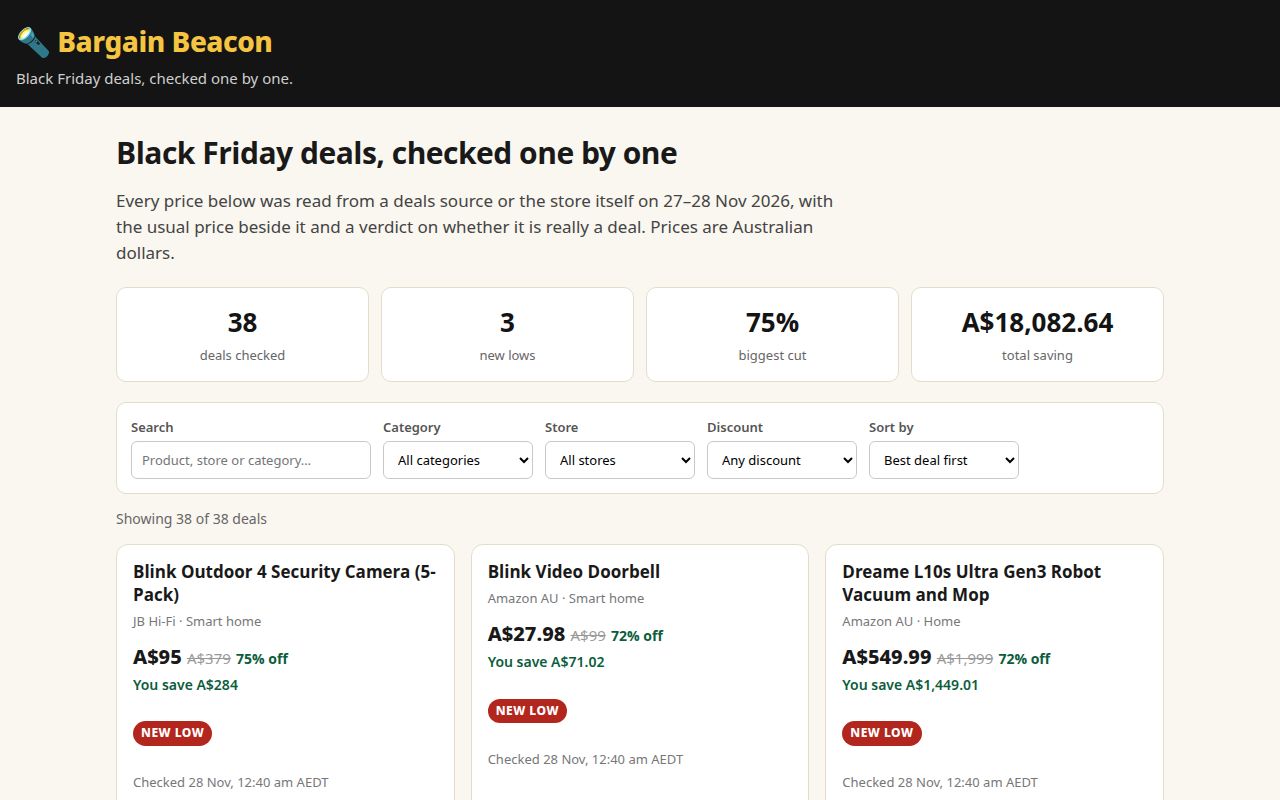 Bargain Beacon
Black Friday deals, checked one by one.
Black Friday deals, checked one by one
Every price below was read from a deals source or the store itself on 27–28 Nov 2026, with
the usual price beside it and a verdict on whether it is really a deal. Prices are Australian
dollars.
38
deals checked
3
new lows
75%
biggest cut
A$18,082.64
total saving
Search
Product, store or category...
Category
All categories
Store
All stores
Discount
Any discount
Sort by
Best deal first
Showing 38 of 38 deals
Blink Outdoor 4 Security Camera (5-
Pack)
JB Hi-Fi · Smart home
A$95 A$379 75% off
You save A$284
NEW LOW
Checked 28 Nov, 12:40 am AEDT
Blink Video Doorbell
Amazon AU · Smart home
A$27.98 A$99 72% off
You save A$71.02
NEW LOW
Checked 28 Nov, 12:40 am AEDT
Dreame L10s Ultra Gen3 Robot
Vacuum and Mop
Amazon AU · Home
A$549.99 A$1,999 72% off
You save A$1,449.01
NEW LOW
Checked 28 Nov, 12:40 am AEDT